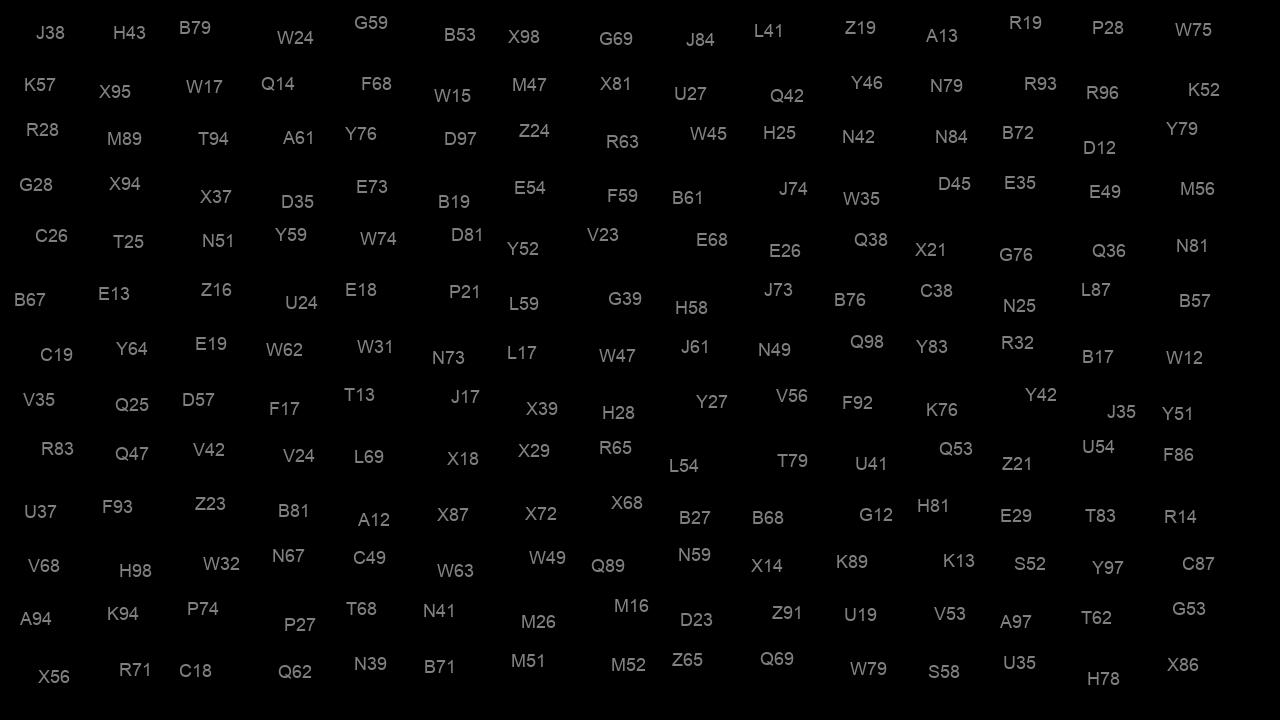 J38 H43 B79 W24 G59 B53 X98 G69 J84 L41 Z19 A13 R19 P28 W75
K57 X95 W17 Q14 F68 W15 M47 X81 U27 Q42 Y46 N79 R93 R96 K52
R28 M89 T94 A61 Y76 D97 Z24 R63 W45 H25 N42 N84 B72 D12 Y79
G28 X94 X37 D35 E73 B19 E54 F59 B61 J74 W35 D45 E35 E49 M56
C26 T25 N51 Y59 W74 D81 Y52 V23 E68 E26 Q38 X21 G76 Q36 N81
B67 E13 Z16 U24 E18 P21 L59 G39 H58 J73 B76 C38 N25 L87 B57
C19 Y64 E19 W62 W31 N73 L17 W47 J61 N49 Q98 Y83 R32 B17 W12
V35 Q25 D57 F17 T13 J17 X39 H28 Y27 V56 F92 K76 Y42 J35 Y51
R83 Q47 V42 V24 L69 X18 X29 R65 L54 T79 U41 Q53 Z21 U54 F86
U37 F93 Z23 B81 A12 X87 X72 X68 B27 B68 G12 H81 E29 T83 R14
V68 H98 W32 N67 C49 W63 W49 Q89 N59 X14 K89 K13 S52 Y97 C87
A94 K94 P74 P27 T68 N41 M26 M16 D23 Z91 U19 V53 A97 T62 G53
X56 R71 C18 Q62 N39 B71 M51 M52 Z65 Q69 W79 S58 U35 H78 X86